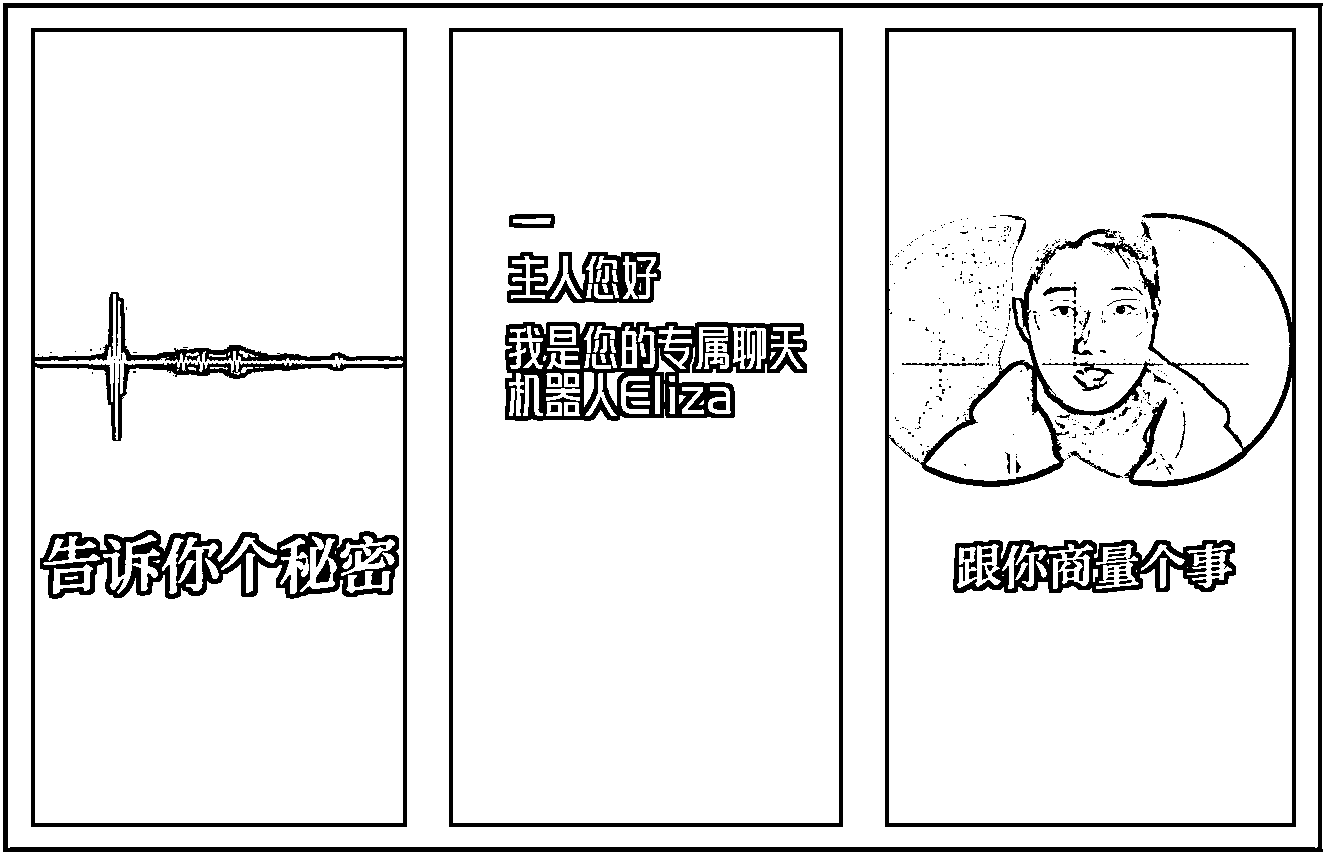 告诉你个秘密
主人您好
我是您的专属聊天
机器人Eliza
跟你商量个事